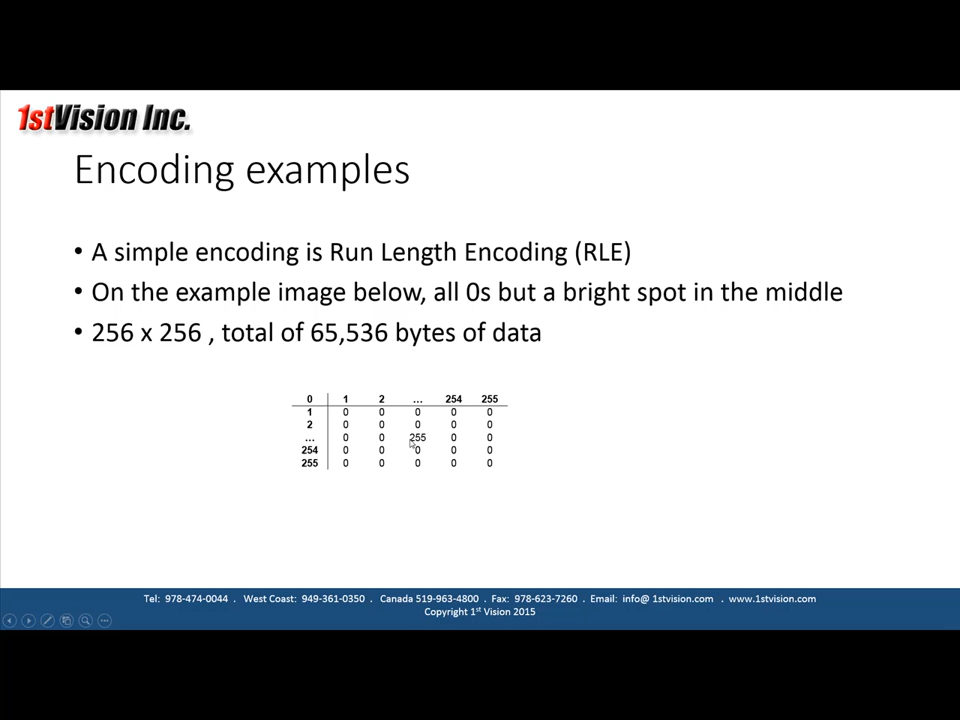 1stVision Inc.
Encoding examples
• A simple encoding is Run Length Encoding (RLE)
• On the example image below, all 0s but a bright spot in the middle
• 256 x 256 , total of 65,536 bytes of data
0 1 2 ... 254 255
1 0 0 0 0 0
2 0 0 0 0 0
... 0 0 255 0 0
254 0 0 0 0 0
255 0 0 0 0 0
Tel: 978-474-0044 . West Coast: 949-361-0350 . Canada 519-963-4800 . Fax: 978-623-7260 . Email: info@ 1stvision.com . www.1stvision.com
Copyright 1st Vision 2015